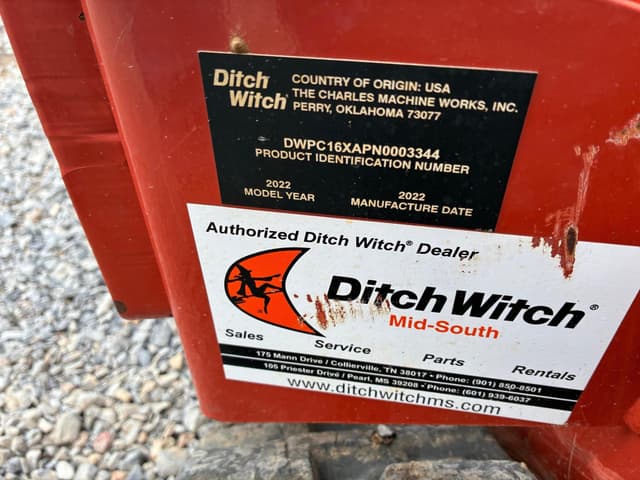 Ditch Witch
COUNTRY OF ORIGIN: USA
THE CHARLES MACHINE WORKS, INC.
PERRY, OKLAHOMA 73077
DWPC16XAPN0003344
PRODUCT IDENTIFICATION NUMBER
2022
MODEL YEAR
2022
MANUFACTURE DATE
Authorized Ditch Witch® Dealer
Ditch Witch®
Mid-South
Sales Service Parts Rentals
175 Mann Drive / Collierville, TN 38017 • Phone: (901) 850-8501
105 Priester Drive / Pearl, MS 39208 • Phone: (601) 939-6037
www.ditchwitchms.com